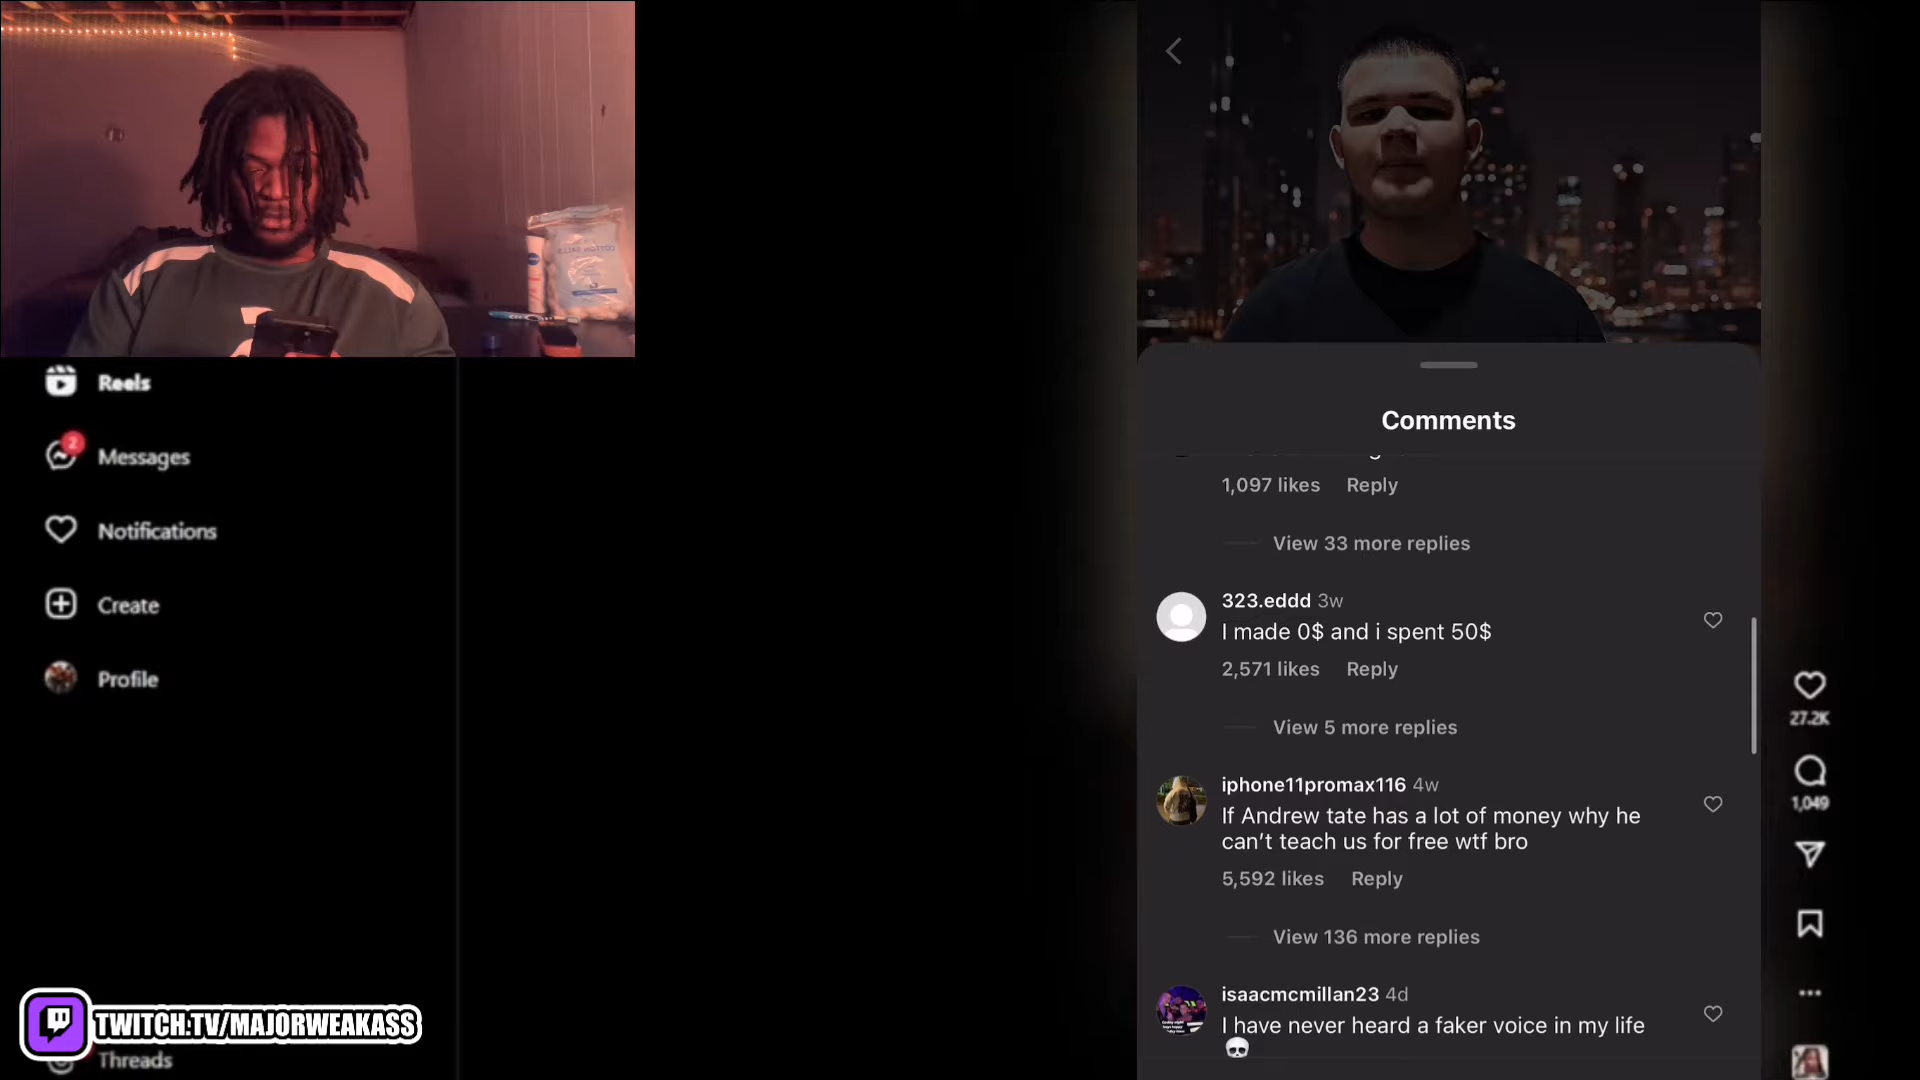 COTTON BALLS
Reels
2
Messages
Notifications
Create
Profile
TWITCH.TV/MAJORWEAKASS
Threads
Comments
1,097 likes Reply
View 33 more replies
323.eddd 3w
I made 0$ and i spent 50$
2,571 likes Reply
View 5 more replies
iphone11promax116 4w
If Andrew tate has a lot of money why he
can’t teach us for free wtf bro
5,592 likes Reply
View 136 more replies
isaacmcmillan23 4d
I have never heard a faker voice in my life
💀
27.2K
1,049